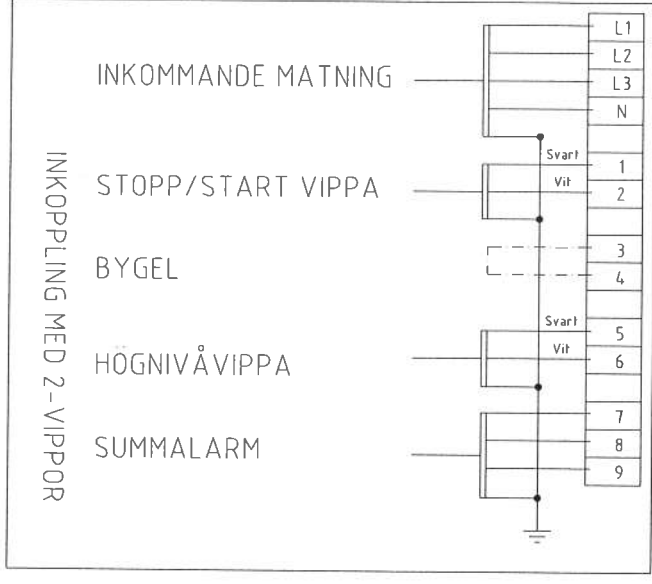 INKOPPLING MED 2-VIPPOR
INKOMMANDE MATNING
L1
L2
L3
N
STOPP/START VIPPA
Svart
1
Vit
2
BYGEL
3
4
HÖGNIVÅVIPPA
Svart
5
Vit
6
SUMMALARM
7
8
9